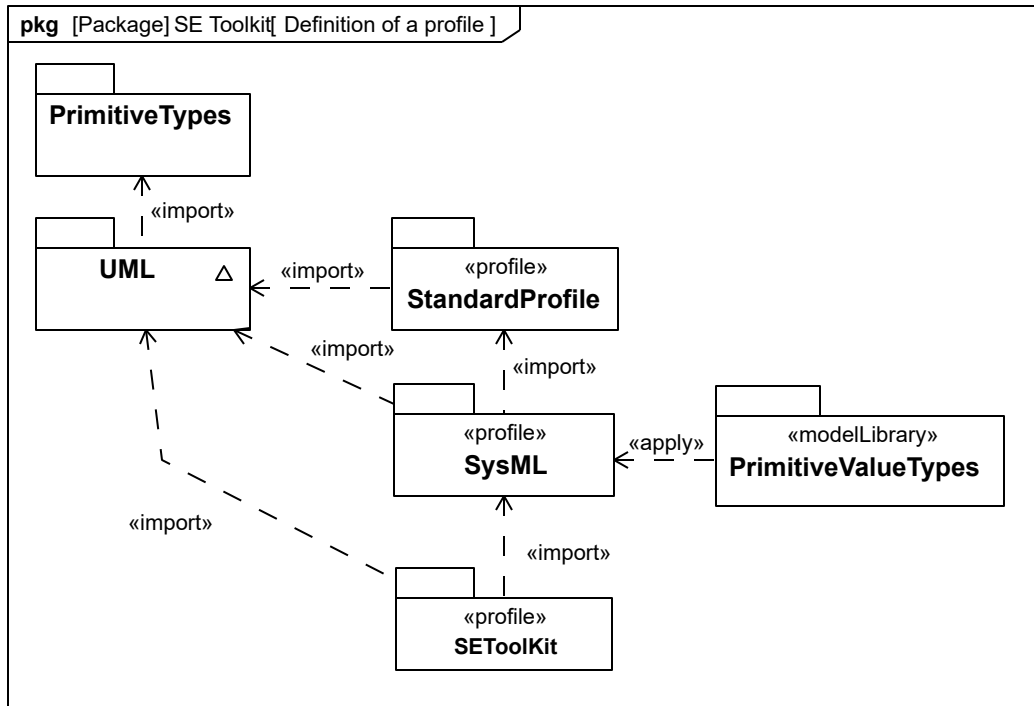 pkg [Package] SE Toolkit[ Definition of a profile ]
PrimitiveTypes
«import»
UML
«import»
«profile»
StandardProfile
«import»
«import»
«profile»
SysML
«apply»
«modelLibrary»
PrimitiveValueTypes
«import»
«import»
«profile»
SEToolKit